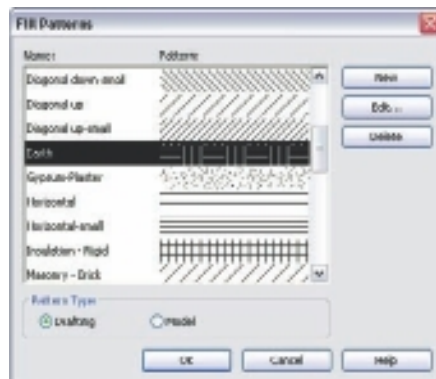 Fill Patterns
Name: Pattern:
Diagonal down-small
Diagonal up
Diagonal up-small
Earth
Gypsum-Plaster
Horizontal
Horizontal-small
Insulation - Rigid
Masonry - Brick
New
Edit...
Delete
Pattern Type
Drafting Model
OK Cancel Help